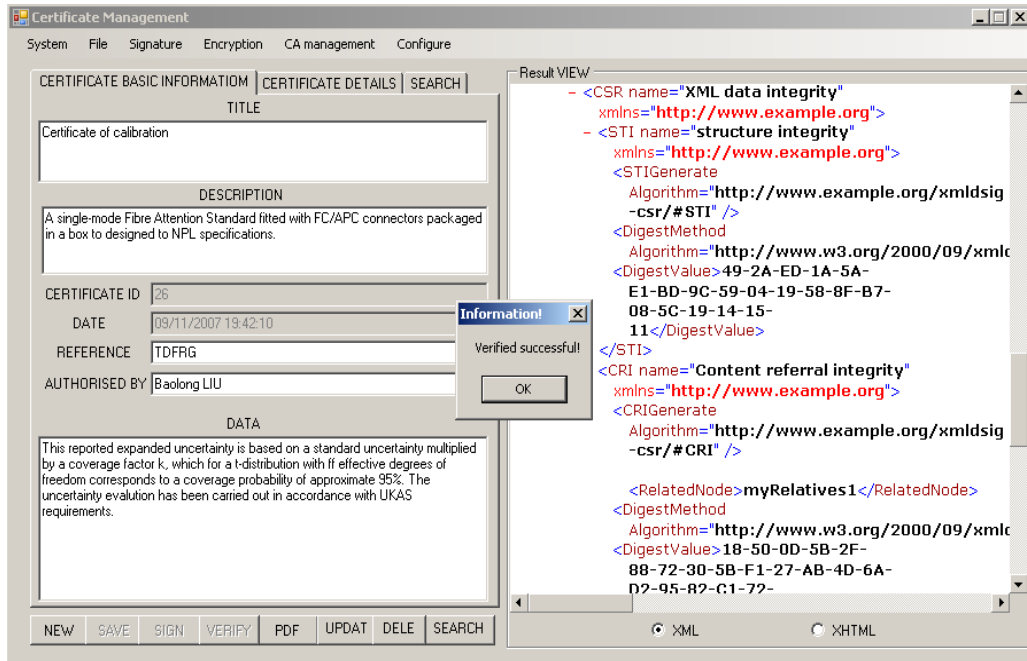 Certificate Management
System File Signature Encryption CA management Configure
CERTIFICATE BASIC INFORMATIOM CERTIFICATE DETAILS SEARCH
TITLE
Certificate of calibration
DESCRIPTION
A single-mode Fibre Attention Standard fitted with FC/APC connectors packaged
in a box to designed to NPL specifications.
CERTIFICATE ID 26
DATE 09/11/2007 19:42:10
REFERENCE TDFRG
AUTHORISED BY Baolong LIU
DATA
This reported expanded uncertainty is based on a standard uncertainty multiplied
by a coverage factor k, which for a t-distribution with ff effective degrees of
freedom corresponds to a coverage probability of approximate 95%. The
uncertainty evalution has been carried out in accordance with UKAS
requirements.
NEW SAVE SIGN VERIFY PDF UPDAT DELE SEARCH
Information!
Verified successful!
OK
Result VIEW
- <CSR name="XML data integrity"
xmlns="http://www.example.org">
- <STI name="structure integrity"
xmlns="http://www.example.org">
<STIGenerate
Algorithm="http://www.example.org/xmldsig
-csr/#STI" />
<DigestMethod
Algorithm="http://www.w3.org/2000/09/xmld
<DigestValue>49-2A-ED-1A-5A-
E1-BD-9C-59-04-19-58-8F-B7-
08-5C-19-14-15-
11</DigestValue>
</STI>
<CRI name="Content referral integrity"
xmlns="http://www.example.org">
<CRIGenerate
Algorithm="http://www.example.org/xmldsig
-csr/#CRI" />
<RelatedNode>myRelatives1</RelatedNode>
<DigestMethod
Algorithm="http://www.w3.org/2000/09/xmld
<DigestValue>18-50-0D-5B-2F-
88-72-30-5B-F1-27-AB-4D-6A-
D2-95-82-C1-72-
XML XHTML